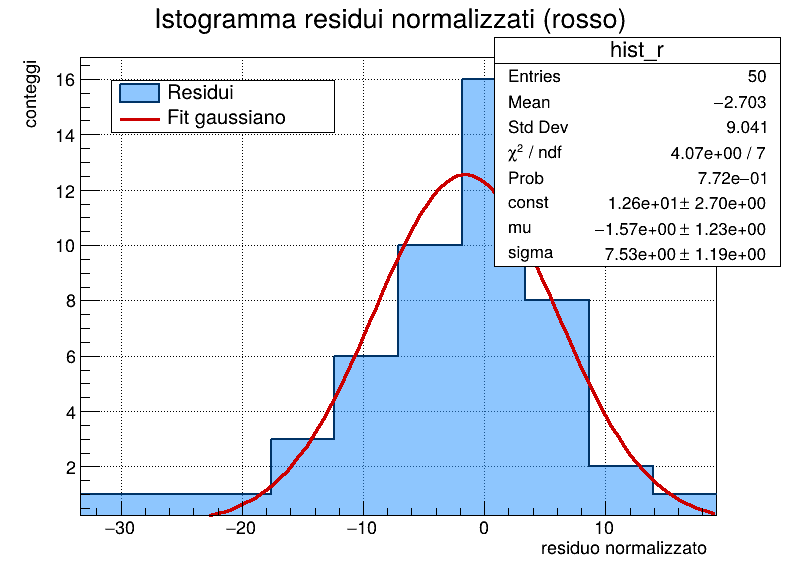 Istogramma residui normalizzati (rosso)
hist_r
Entries 50
Mean −2.703
Std Dev 9.041
χ² / ndf 4.07e+00 / 7
Prob 7.72e−01
const 1.26e+01± 2.70e+00
mu −1.57e+00 ± 1.23e+00
sigma 7.53e+00 ± 1.19e+00
Residui
Fit gaussiano
conteggi
16
14
12
10
8
6
4
2
−30 −20 −10 0 10
residuo normalizzato